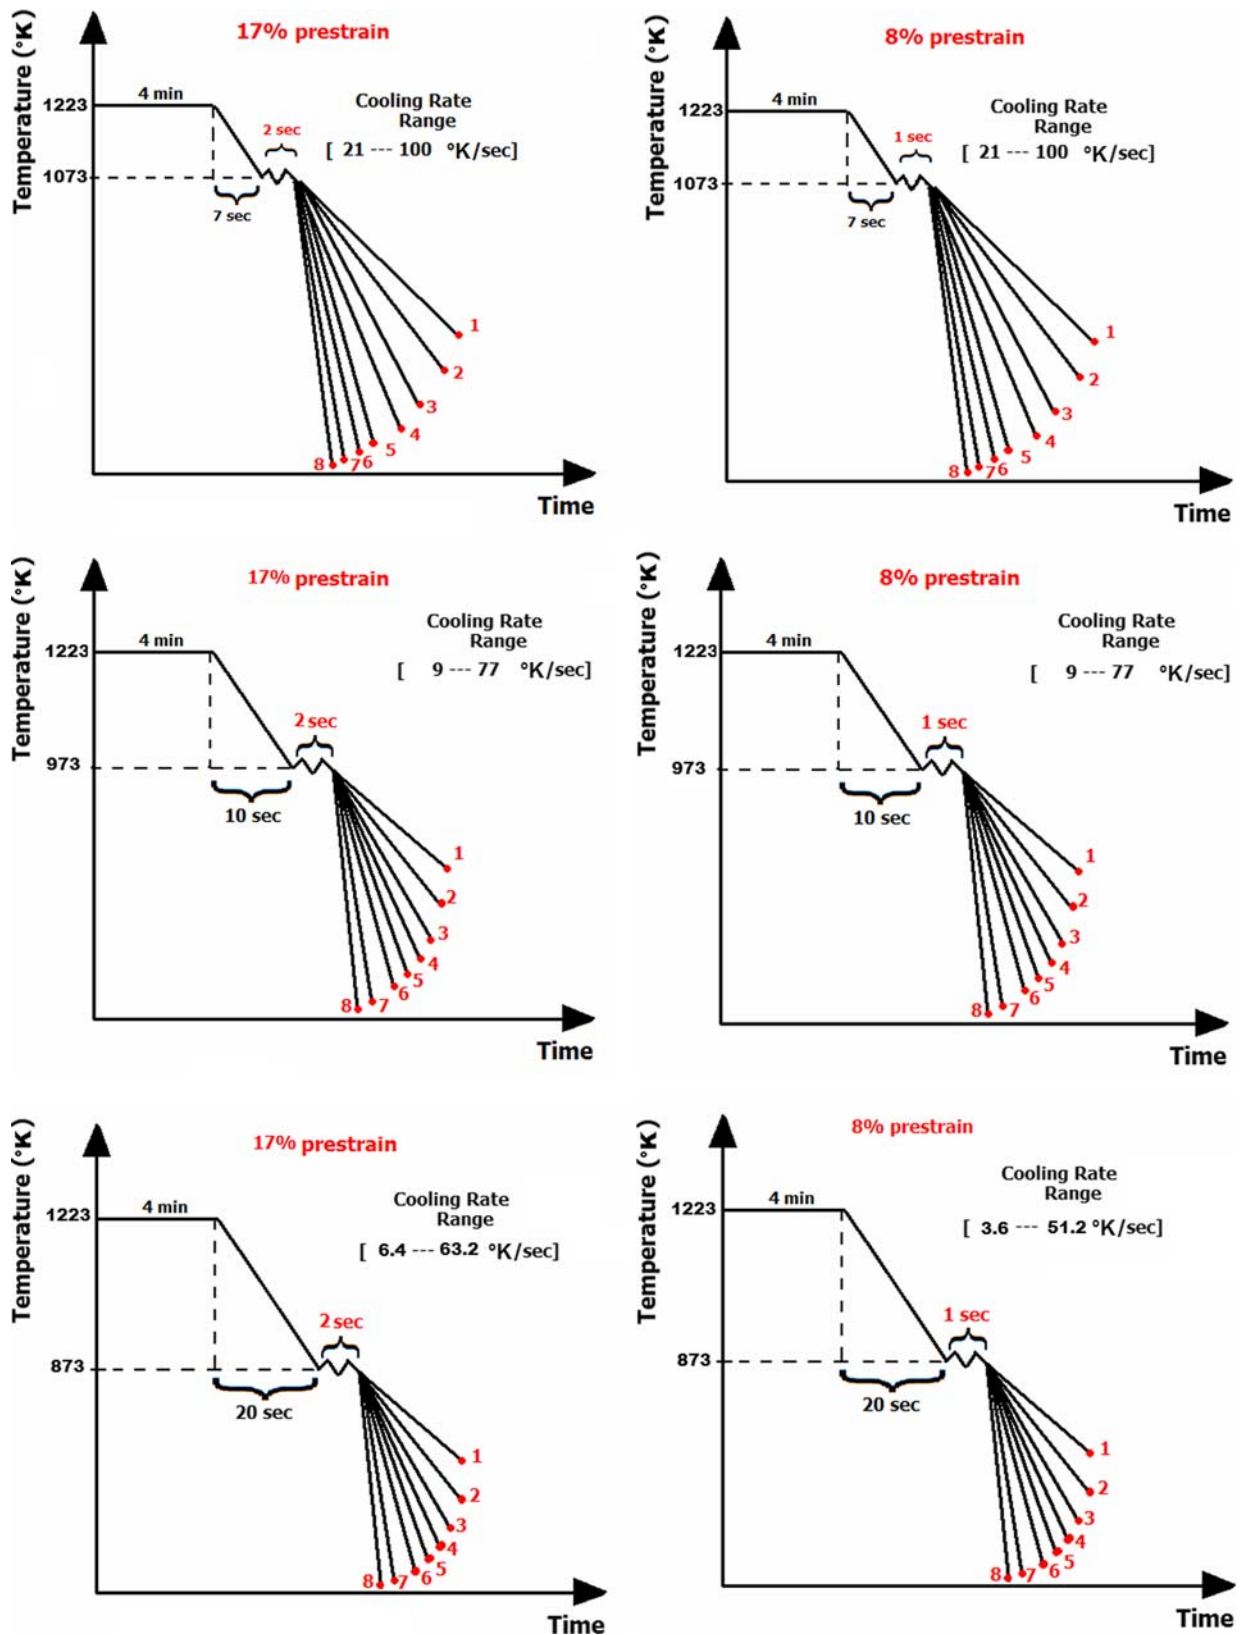 17% prestrain
Temperature (°K)
1223
4 min
Cooling Rate
Range
2 sec
[ 21 --- 100 °K/sec]
1073
7 sec
1
2
3
4
5
6
7
8
Time
8% prestrain
Temperature (°K)
1223
4 min
Cooling Rate
Range
1 sec
[ 21 --- 100 °K/sec]
1073
7 sec
1
2
3
4
5
6
7
8
Time
17% prestrain
Temperature (°K)
Cooling Rate
Range
1223
4 min
[ 9 --- 77 °K/sec]
2 sec
973
10 sec
1
2
3
4
5
6
7
8
Time
8% prestrain
Temperature (°K)
Cooling Rate
Range
1223
4 min
[ 9 --- 77 °K/sec]
1 sec
973
10 sec
1
2
3
4
5
6
7
8
Time
17% prestrain
Temperature (°K)
Cooling Rate
Range
1223
4 min
[ 6.4 --- 63.2 °K/sec]
2 sec
873
20 sec
1
2
3
4
5
6
7
8
Time
8% prestrain
Temperature (°K)
Cooling Rate
Range
1223
4 min
[ 3.6 --- 51.2 °K/sec]
1 sec
873
20 sec
1
2
3
4
5
6
7
8
Time